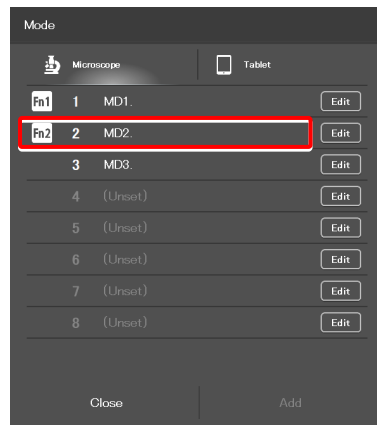 Mode
Microscope Tablet
Fn1 1 MD1. Edit
Fn2 2 MD2. Edit
3 MD3. Edit
4 (Unset) Edit
5 (Unset) Edit
6 (Unset) Edit
7 (Unset) Edit
8 (Unset) Edit
Close Add